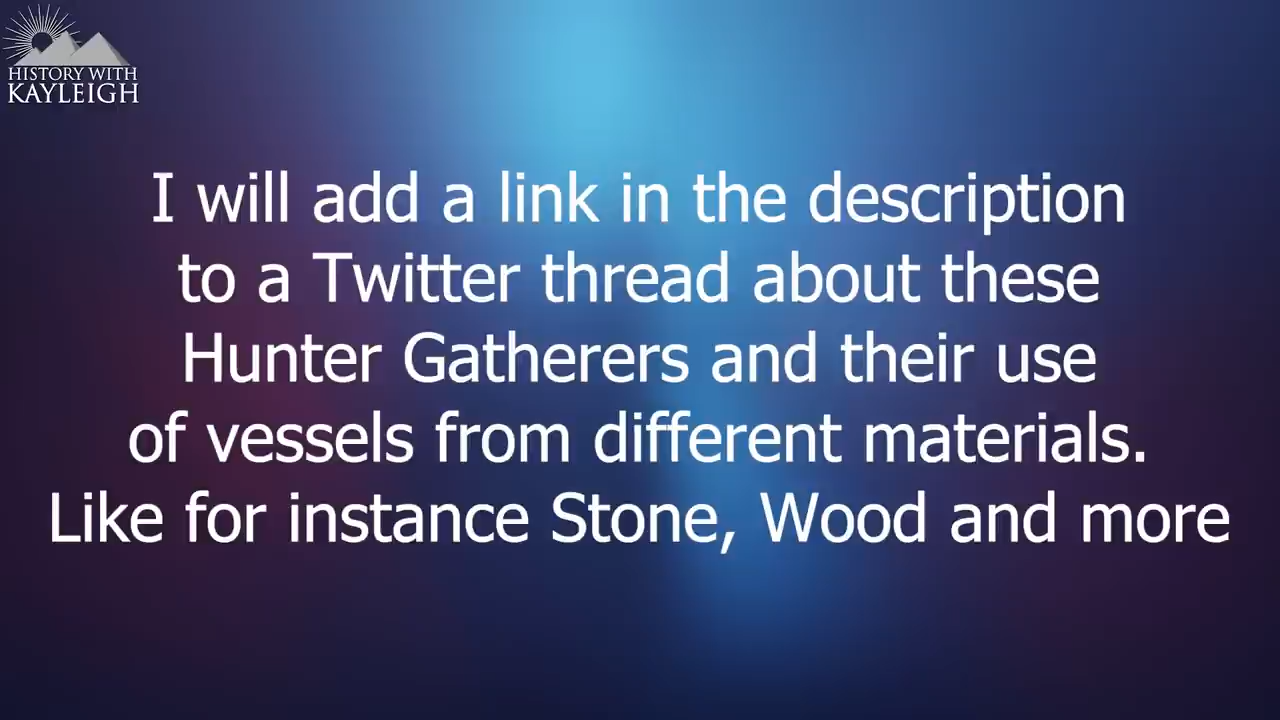 HISTORY WITH
KAYLEIGH
I will add a link in the description
to a Twitter thread about these
Hunter Gatherers and their use
of vessels from different materials.
Like for instance Stone, Wood and more